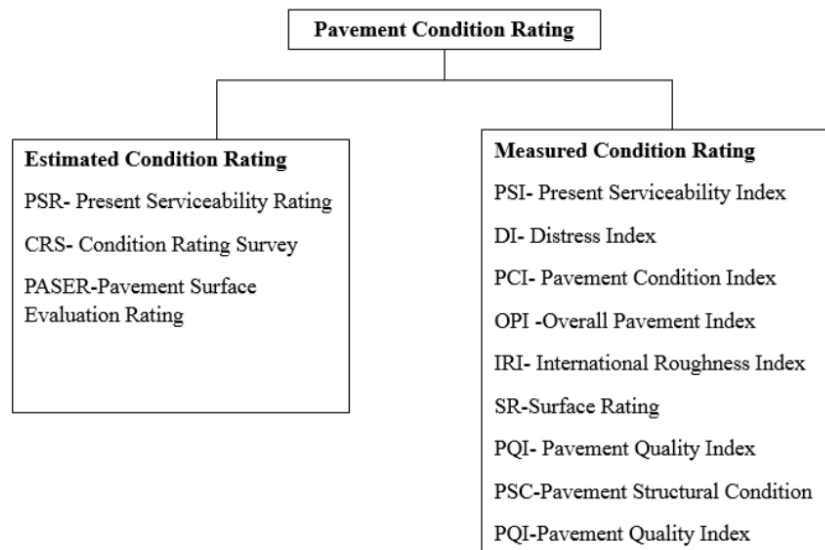 Pavement Condition Rating
Estimated Condition Rating
PSR- Present Serviceability Rating
CRS- Condition Rating Survey
PASER-Pavement Surface
Evaluation Rating
Measured Condition Rating
PSI- Present Serviceability Index
DI- Distress Index
PCI- Pavement Condition Index
OPI -Overall Pavement Index
IRI- International Roughness Index
SR-Surface Rating
PQI- Pavement Quality Index
PSC-Pavement Structural Condition
PQI-Pavement Quality Index